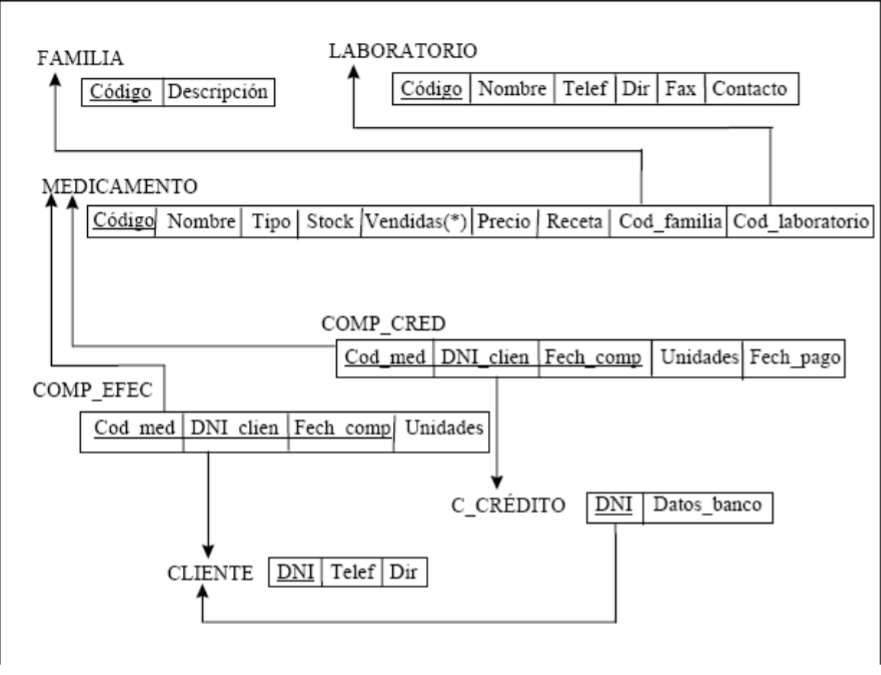 FAMILIA
Código Descripción
LABORATORIO
Código Nombre Telef Dir Fax Contacto
MEDICAMENTO
Código Nombre Tipo Stock Vendidas(*) Precio Receta Cod_familia Cod_laboratorio
COMP_CRED
Cod_med DNI_clien Fech_comp Unidades Fech_pago
COMP_EFEC
Cod_med DNI_clien Fech_comp Unidades
C_CRÉDITO DNI Datos_banco
CLIENTE DNI Telef Dir